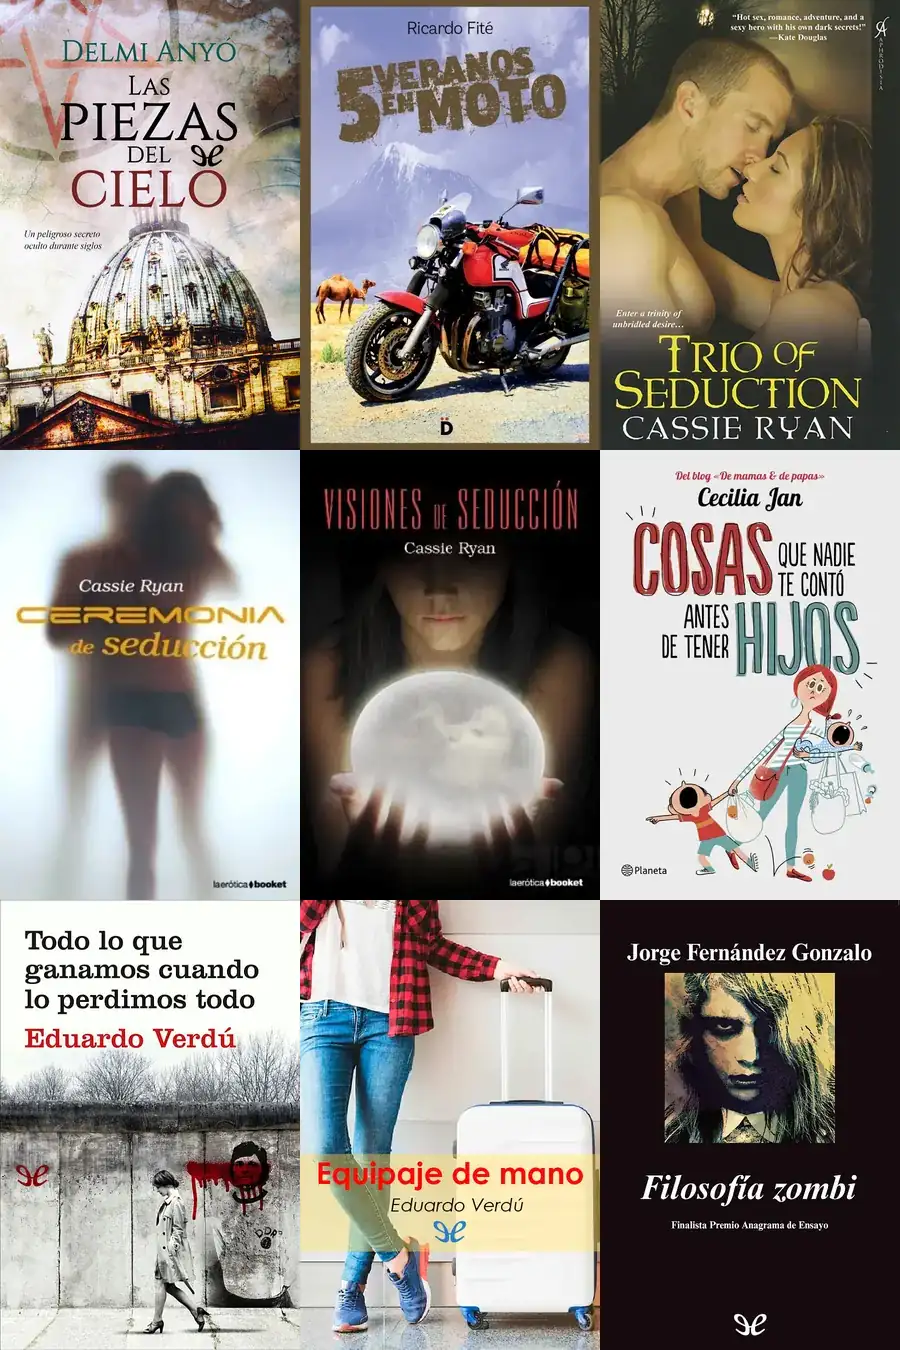 DELMI ANYÓ
LAS
PIEZAS
DEL
CIELO
Un peligroso secreto
oculto durante siglos
Ricardo Fité
5 VERANOS
EN MOTO
D
"Hot sex, romance, adventure, and a
sexy hero with his own dark secrets!"
—Kate Douglas
APHRODISIA
Enter a trinity of
unbridled desire...
TRIO OF
SEDUCTION
CASSIE RYAN
Cassie Ryan
CEREMONIA
de seducción
laerótica booket
VISIONES DE SEDUCCIÓN
Cassie Ryan
laerótica booket
Del blog «De mamas & de papas»
Cecilia Jan
COSAS
QUE NADIE
TE CONTÓ
ANTES
DE TENER
HIJOS
Planeta
Todo lo que
ganamos cuando
lo perdimos todo
Eduardo Verdú
DDR
Equipaje de mano
Eduardo Verdú
Jorge Fernández Gonzalo
Filosofía zombi
Finalista Premio Anagrama de Ensayo